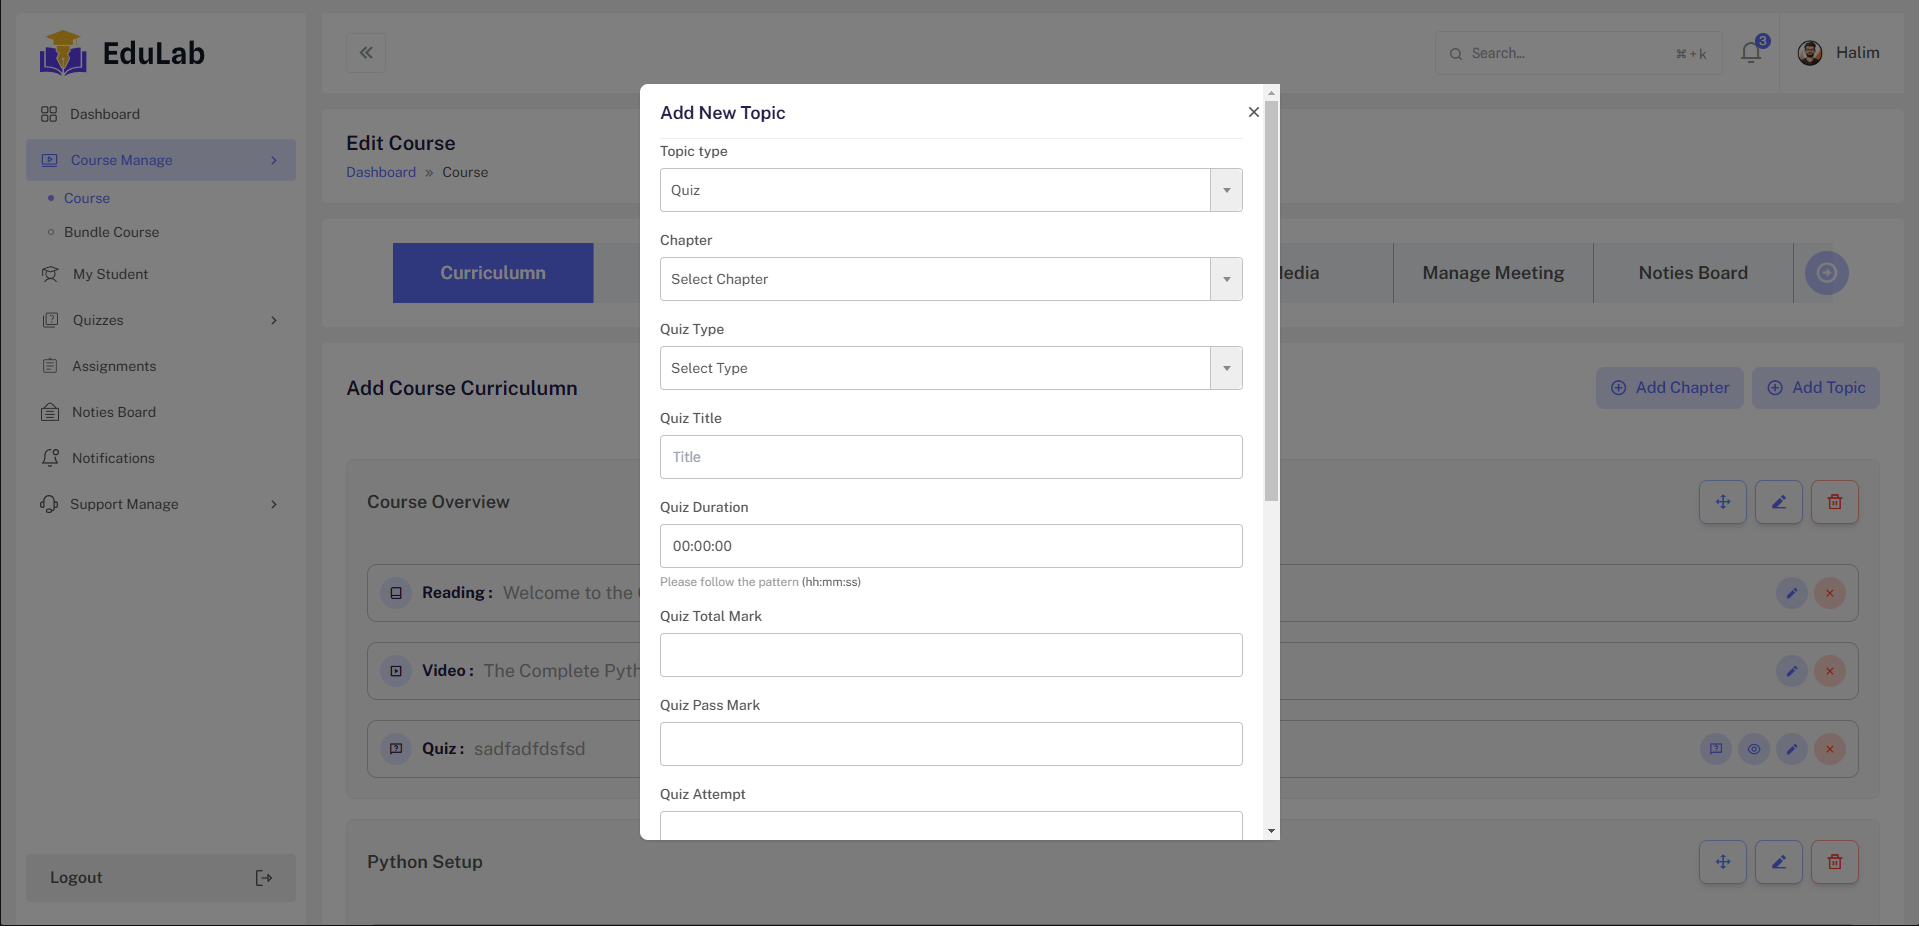 EduLab
Search...
⌘ + k
3
Halim
Dashboard
Course Manage
Course
Bundle Course
My Student
Quizzes
Assignments
Noties Board
Notifications
Support Manage
Logout
Edit Course
Dashboard » Course
Curriculumn
Manage Meeting
Noties Board
Add Course Curriculumn
Add Chapter
Add Topic
Course Overview
Reading : Welcome to the
Video : The Complete Pyth
Quiz : sadfadfdsfsd
Python Setup
Add New Topic
Topic type
Quiz
Chapter
Select Chapter
Quiz Type
Select Type
Quiz Title
Title
Quiz Duration
00:00:00
Please follow the pattern (hh:mm:ss)
Quiz Total Mark
Quiz Pass Mark
Quiz Attempt